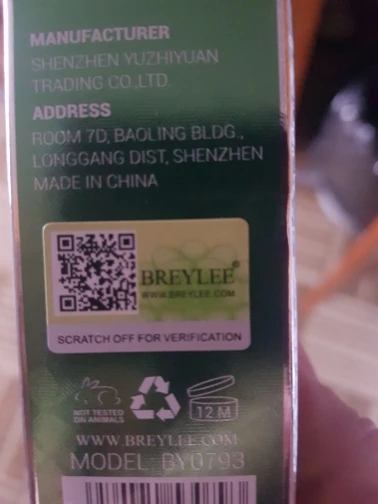 MANUFACTURER
SHENZHEN YUZHIYUAN
TRADING CO.,LTD.
ADDRESS
ROOM 7D, BAOLING BLDG.,
LONGGANG DIST, SHENZHEN
MADE IN CHINA
BREYLEE®
WWW.BREYLEE.COM
SCRATCH OFF FOR VERIFICATION
NOT TESTED
ON ANIMALS
12 M
WWW.BREYLEE.COM
MODEL: BY0793